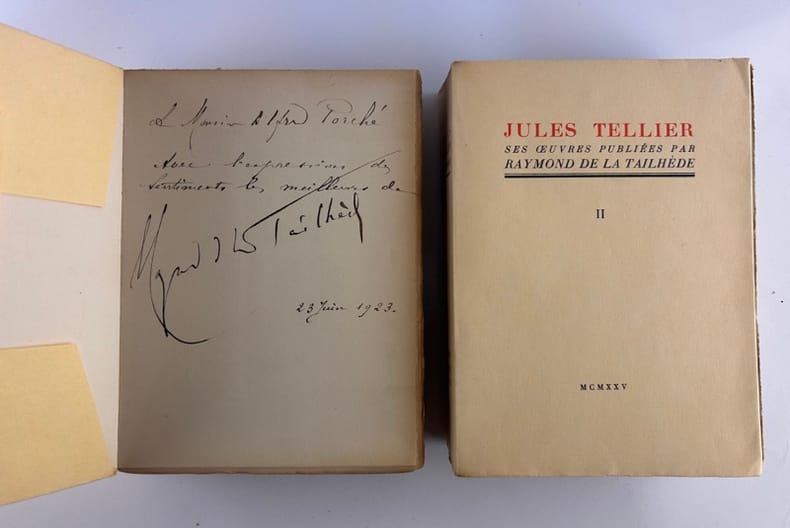 A Monsieur Alfred Porché
Avec l'expression des
Sentiments les meilleurs de
Raymond de la Tailhède
23 Juin 1923.
JULES TELLIER
SES ŒUVRES PUBLIÉES PAR
RAYMOND DE LA TAILHÈDE
II
MCMXXV